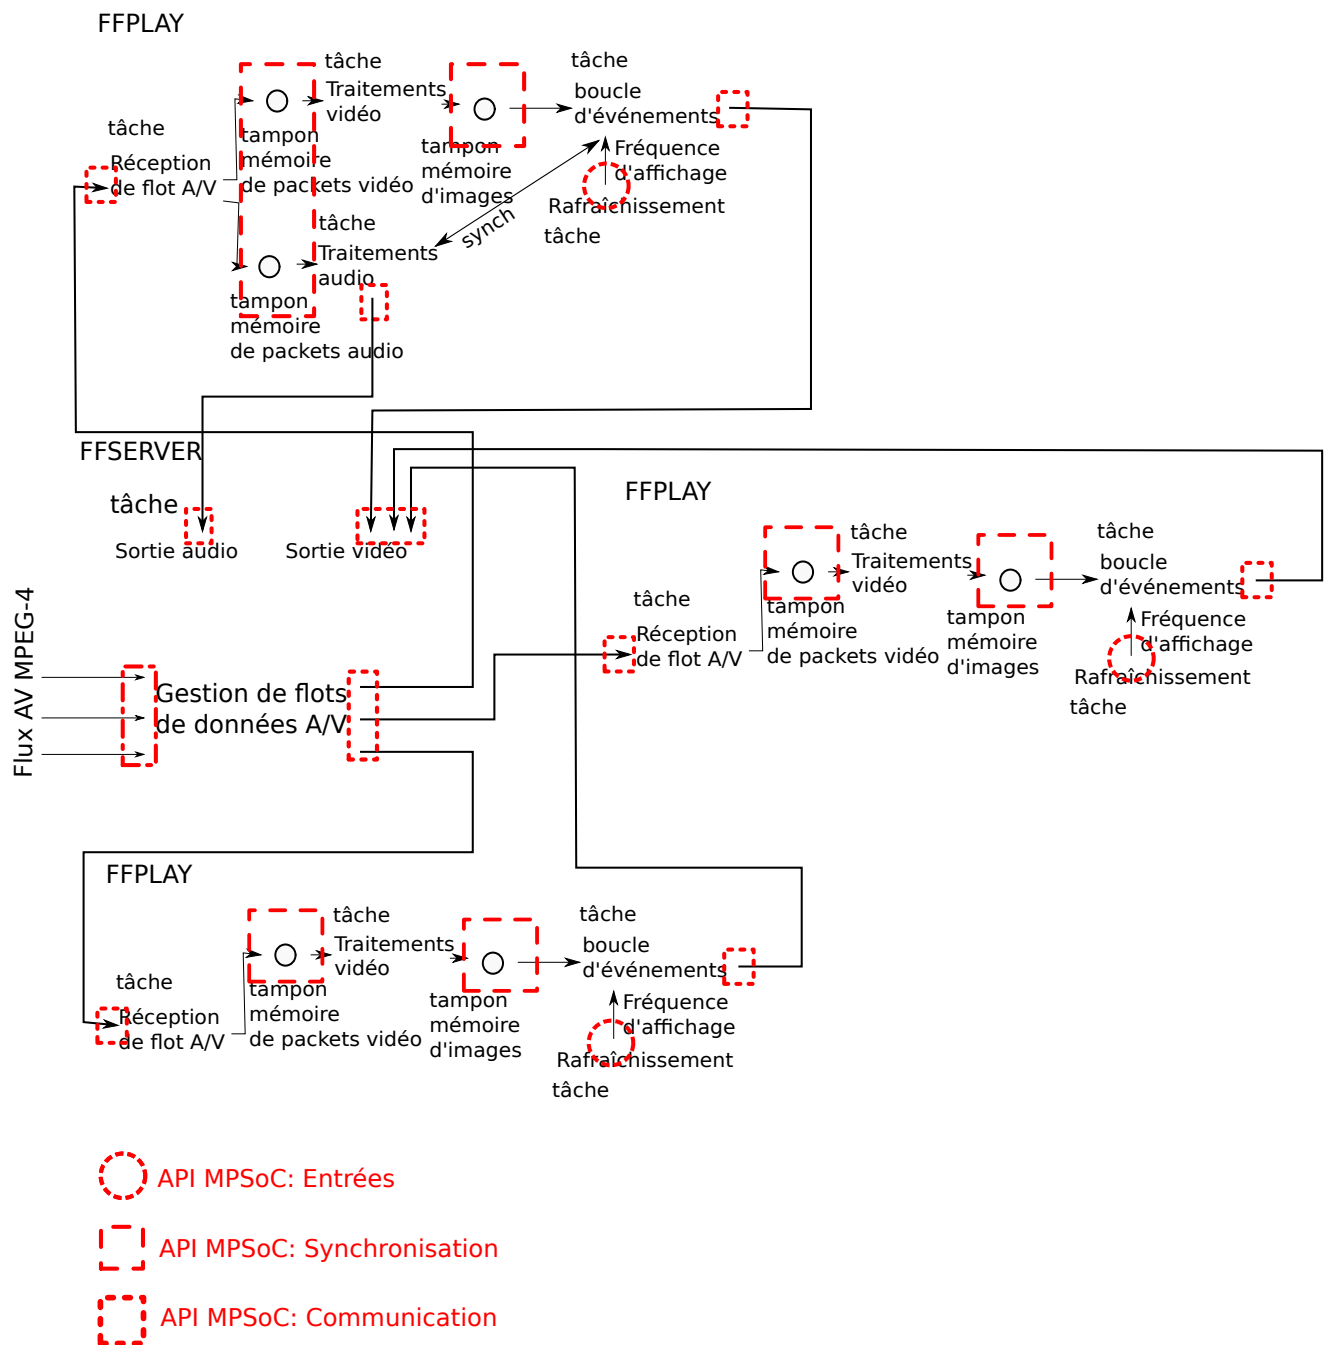 FFPLAY
tâche
Réception
de flot A/V
tampon
mémoire
de packets vidéo
tâche
Traitements
vidéo
tampon
mémoire
d'images
tâche
boucle
d'événements
Fréquence
d'affichage
Rafraîchissement
tâche
synch
tâche
Traitements
audio
tampon
mémoire
de packets audio
FFSERVER
tâche
Sortie audio
Sortie vidéo
Flux AV MPEG-4
Gestion de flots
de données A/V
FFPLAY
tâche
Réception
de flot A/V
tampon
mémoire
de packets vidéo
tâche
Traitements
vidéo
tampon
mémoire
d'images
tâche
boucle
d'événements
Fréquence
d'affichage
Rafraîchissement
tâche
FFPLAY
tâche
Réception
de flot A/V
tampon
mémoire
de packets vidéo
tâche
Traitements
vidéo
tampon
mémoire
d'images
tâche
boucle
d'événements
Fréquence
d'affichage
Rafraîchissement
tâche
API MPSoC: Entrées
API MPSoC: Synchronisation
API MPSoC: Communication